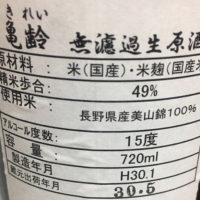 きれい
亀齢 無濾過生原酒
原材料: 米(国産)・米麹(国産米
精米歩合: 49%
使用米: 長野県産美山錦100%
アルコール度数: 15度
容量: 720ml
製造年月 H30.1
蔵元出荷年月 30.5